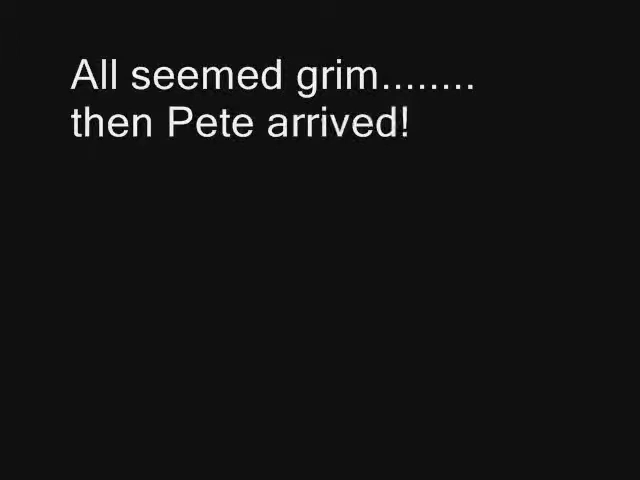 All seemed grim........
then Pete arrived!